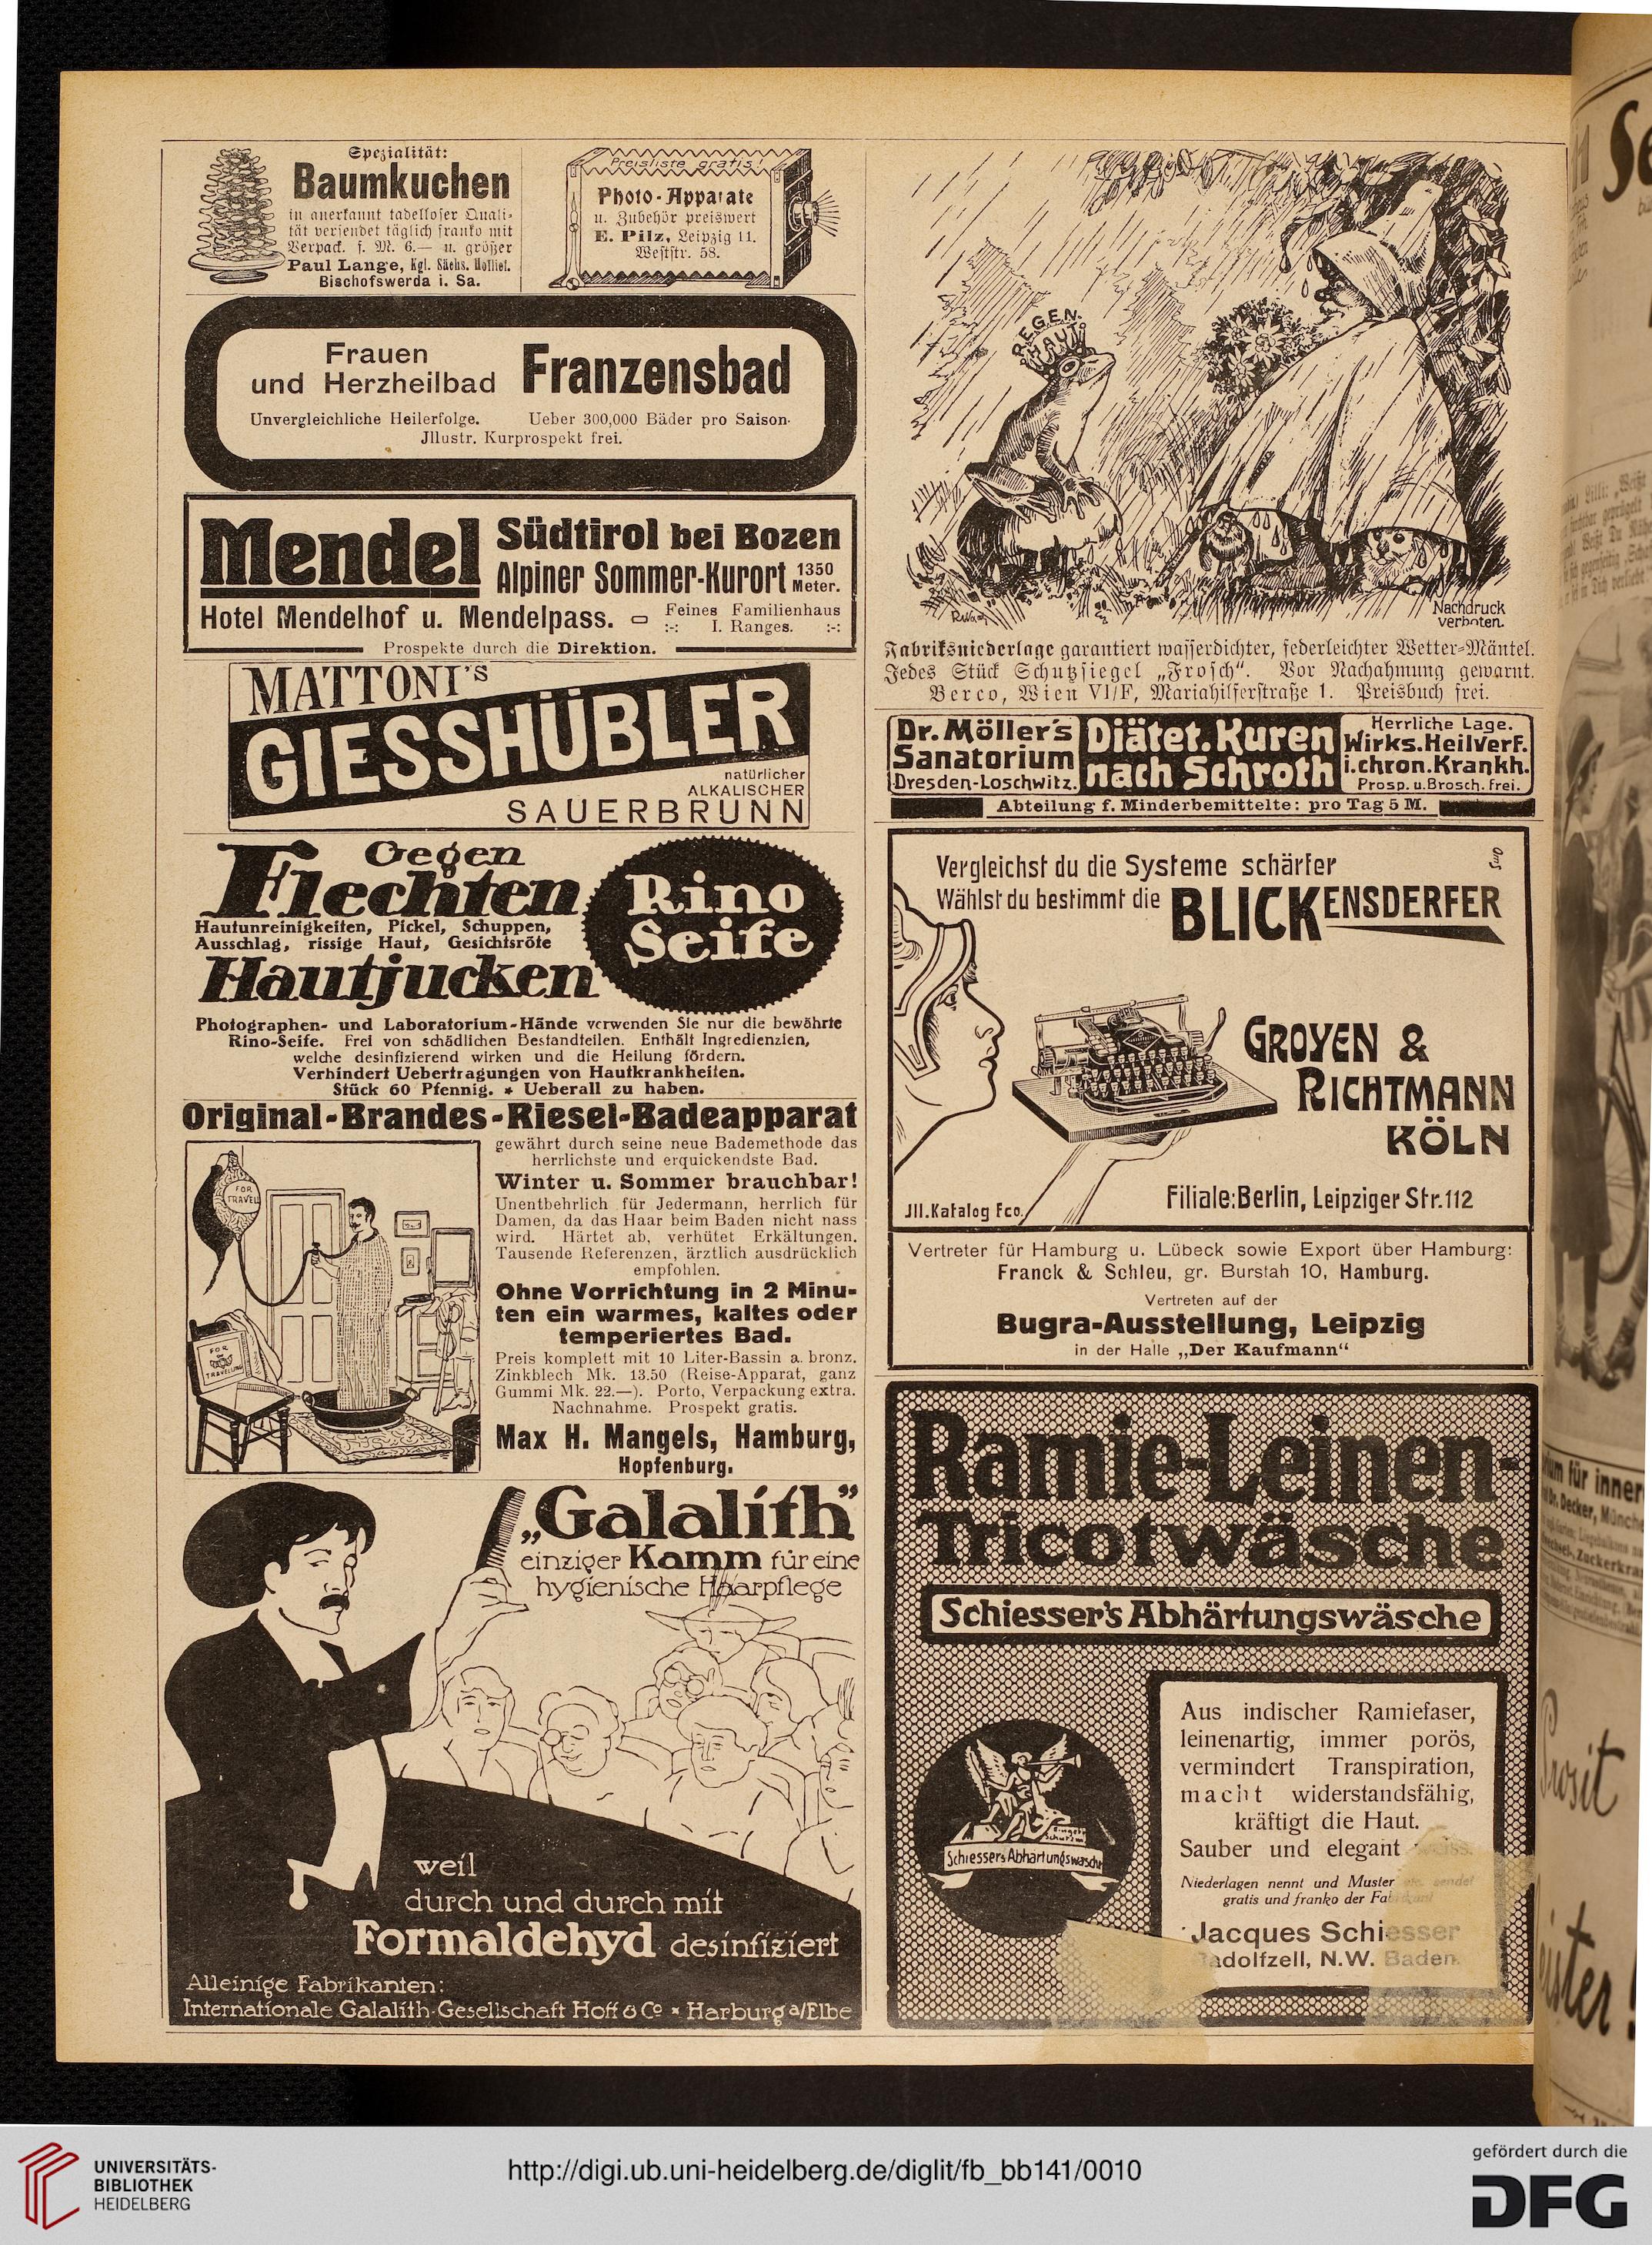 Spezialität:
Baumkuchen
in anerkannt tadelloser Quali-
tät versendet täglich franko mit
Verpack. f. M. 6.— u. größer
Paul Lange, Kgl. Sächs. Hoflief.
Bischofswerda i. Sa.
Preisliste gratis!
Photo-Apparate
u. Zubehör preiswert
E. Pilz, Leipzig 11.
Weststr. 58.
Frauen
und Herzheilbad Franzensbad
Unvergleichliche Heilerfolge. Ueber 300,000 Bäder pro Saison.
Jllustr. Kurprospekt frei.
Mendel Südtirol bei Bozen
Alpiner Sommer-Kurort 1350 Meter.
Hotel Mendelhof u. Mendelpass. Feines Familienhaus
:-: I. Ranges. :-:
Prospekte durch die Direktion.
MATTONI'S
GIESSHÜBLER
natürlicher
ALKALISCHER
SAUERBRUNN
Gegen
Flechten
Hautunreinigkeiten, Pickel, Schuppen,
Ausschlag, rissige Haut, Gesichtsröte
Hautjucken
Rino
Seife
Photographen- und Laboratorium-Hände verwenden Sie nur die bewährte
Rino-Seife. Frei von schädlichen Bestandteilen. Enthält Ingredienzien,
welche desinfizierend wirken und die Heilung fördern.
Verhindert Uebertragungen von Hautkrankheiten.
Stück 60 Pfennig. * Ueberall zu haben.
Original-Brandes-Riesel-Badeapparat
FOR
TRAVEL
FOR
TRAVELLING
gewährt durch seine neue Bademethode das
herrlichste und erquickendste Bad.
Winter u. Sommer brauchbar!
Unentbehrlich für Jedermann, herrlich für
Damen, da das Haar beim Baden nicht nass
wird. Härtet ab, verhütet Erkältungen.
Tausende Referenzen, ärztlich ausdrücklich
empfohlen.
Ohne Vorrichtung in 2 Minu-
ten ein warmes, kaltes oder
temperiertes Bad.
Preis komplett mit 10 Liter-Bassin a. bronz.
Zinkblech Mk. 13.50 (Reise-Apparat, ganz
Gummi Mk. 22.—). Porto, Verpackung extra.
Nachnahme. Prospekt gratis.
Max H. Mangels, Hamburg,
Hopfenburg.
„Galalith”
einziger Kamm für eine
hygienische Haarpflege
weil
durch und durch mit
Formaldehyd desinfiziert
Alleinige Fabrikanten:
Internationale Galalith-Gesellschaft Hoff & Co * Harburg a/Elbe
REGEN
HAUT
Nachdruck
verboten.
Fabriksniederlage garantiert wasserdichter, federleichter Wetter-Mäntel.
Jedes Stück Schutzsiegel „Frosch“. Vor Nachahmung gewarnt.
Berco, Wien VI/F, Mariahilferstraße 1. Preisbuch frei.
Dr. Möller's
Sanatorium
Dresden-Loschwitz.
Diätet. Kuren
nach Schroth
Herrliche Lage.
Wirks. Heilverf.
i. chron. Krankh.
Prosp. u. Brosch. frei.
Abteilung f. Minderbemittelte: pro Tag 5 M.
Vergleichst du die Systeme schärfer
Wählst du bestimmt die BLICKENSDERFER
GROYEN &
RICHTMANN
KÖLN
Filiale: Berlin, Leipziger Str. 112
Jll. Katalog fco.
Vertreter für Hamburg u. Lübeck sowie Export über Hamburg:
Franck & Schleu, gr. Burstah 10, Hamburg.
Vertreten auf der
Bugra-Ausstellung, Leipzig
in der Halle „Der Kaufmann“
Ramie-Leinen-
Tricotwäsche
Schiesser's Abhärtungswäsche
Schiessers Abhärtungswäsche
Aus indischer Ramiefaser,
leinenartig, immer porös,
vermindert Transpiration,
macht widerstandsfähig,
kräftigt die Haut.
Sauber und elegant weiss.
Niederlagen nennt und Muster etc. sendet
gratis und franko der Fabrikant
Jacques Schiesser
Radolfzell, N.W. Baden.
UNIVERSITÄTS-
BIBLIOTHEK
HEIDELBERG
http://digi.ub.uni-heidelberg.de/diglit/fb_bb141/0010
gefördert durch die
DFG